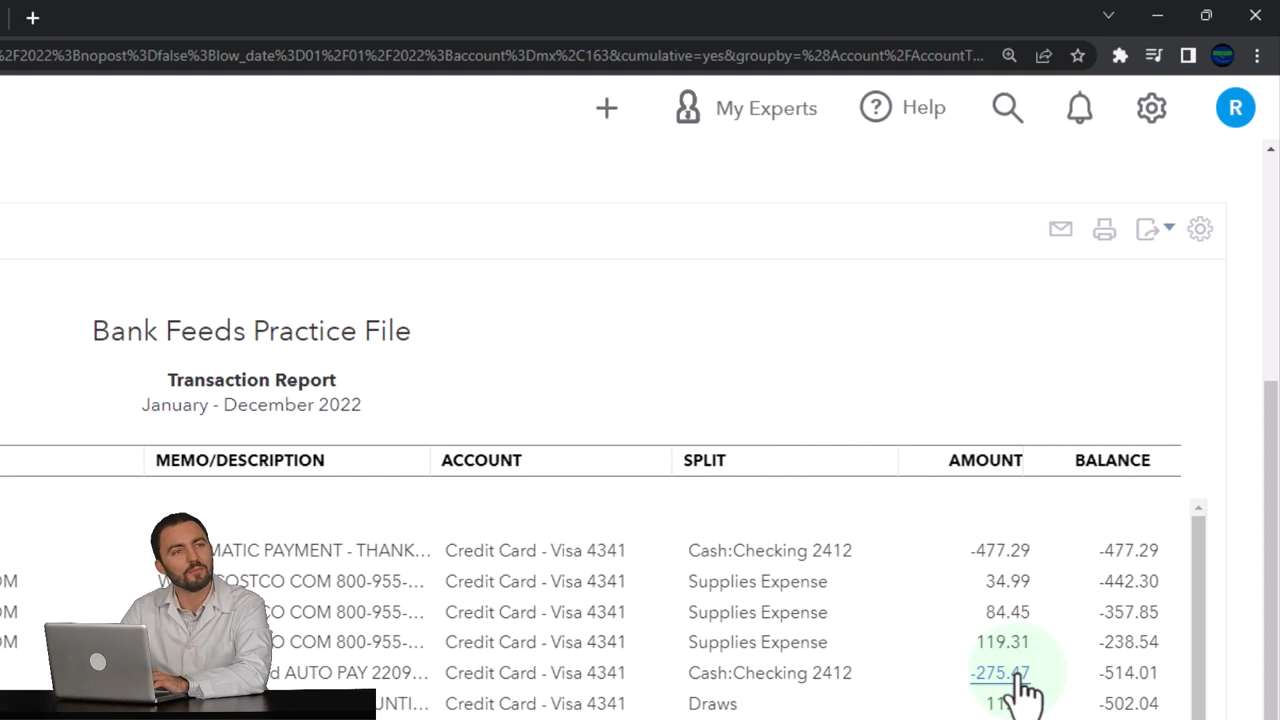 %2F2022%3Bnopost%3Dfalse%3Blow_date%3D01%2F01%2F2022%3Baccount%3Dmx%2C163&cumulative=yes&groupby=%28Account%2FAccountT...
My Experts
Help
R
Bank Feeds Practice File
Transaction Report
January - December 2022
MEMO/DESCRIPTION ACCOUNT SPLIT AMOUNT BALANCE
MATIC PAYMENT - THANK... Credit Card - Visa 4341 Cash:Checking 2412 -477.29 -477.29
OM COSTCO COM 800-955-... Credit Card - Visa 4341 Supplies Expense 34.99 -442.30
OM CO COM 800-955-... Credit Card - Visa 4341 Supplies Expense 84.45 -357.85
OM CO COM 800-955-... Credit Card - Visa 4341 Supplies Expense 119.31 -238.54
d AUTO PAY 2209... Credit Card - Visa 4341 Cash:Checking 2412 -275.47 -514.01
UNTI... Credit Card - Visa 4341 Draws -502.04